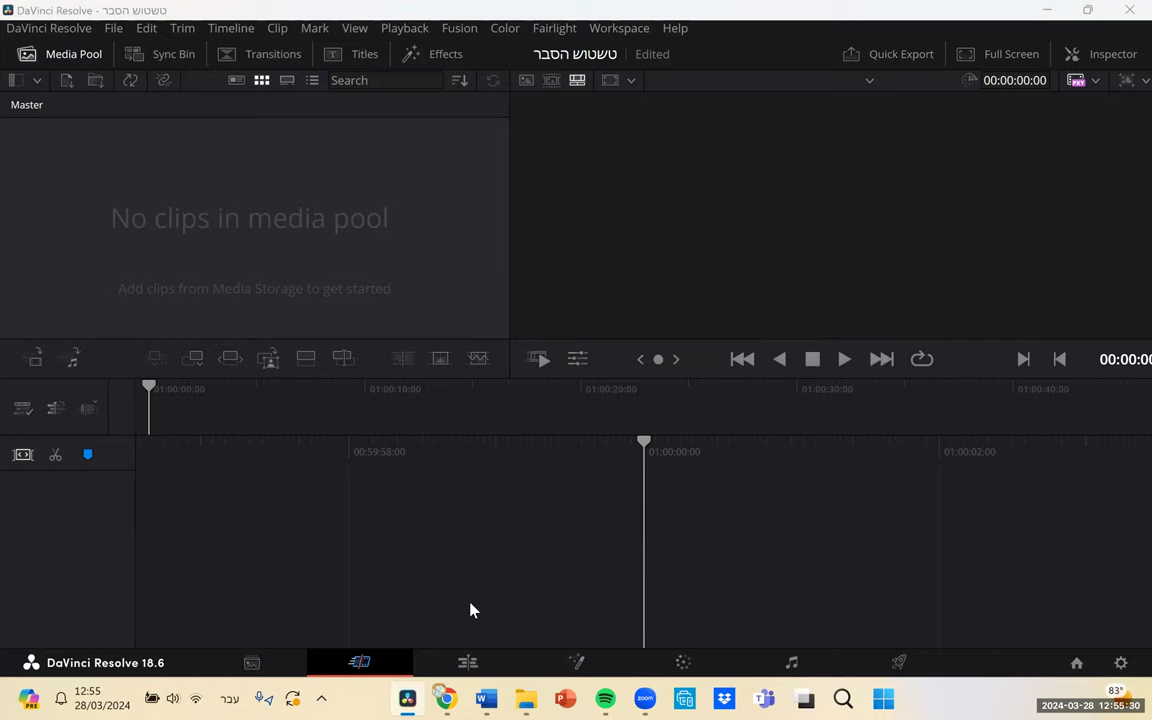 DaVinci Resolve - טשטוש הסבר
DaVinci Resolve File Edit Trim Timeline Clip Mark View Playback Fusion Color Fairlight Workspace Help
Media Pool Sync Bin Transitions Titles Effects טשטוש הסבר Edited Quick Export Full Screen Inspector
Search 00:00:00:00 PXY
Master
No clips in media pool
Add clips from Media Storage to get started
00:00:0
01:00:00:00 01:00:10:00 01:00:20:00 01:00:30:00 01:00:40:00
00:59:58:00 01:00:00:00 01:00:02:00
DaVinci Resolve 18.6
PRE 12:55 עבר zoom 83°
28/03/2024
2024-03-28 12:55:30